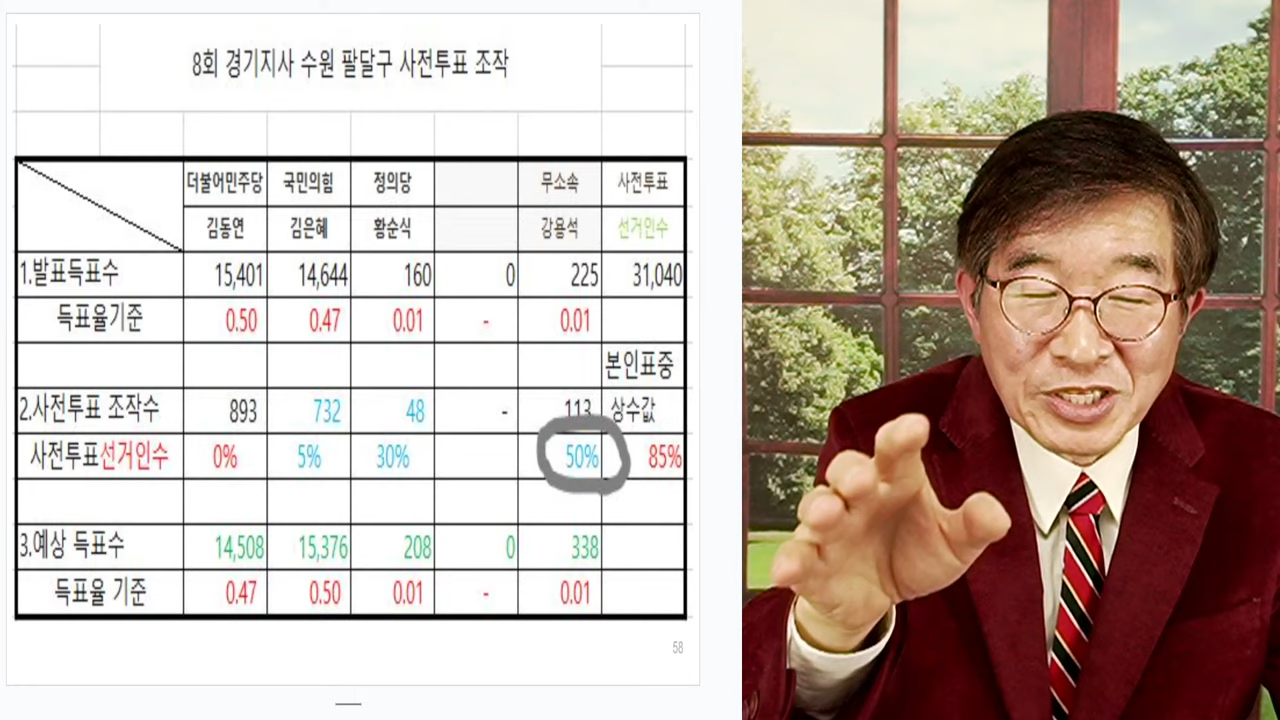 8회 경기지사 수원 팔달구 사전투표 조작
더불어민주당 국민의힘 정의당 무소속 사전투표
김동연 김은혜 황순식 강용석 선거인수
1.발표득표수 15,401 14,644 160 0 225 31,040
득표율기준 0.50 0.47 0.01 - 0.01
본인표중
2.사전투표 조작수 893 732 48 - 113 상수값
사전투표선거인수 0% 5% 30% 50% 85%
3.예상 득표수 14,508 15,376 208 0 338
득표율 기준 0.47 0.50 0.01 - 0.01
58